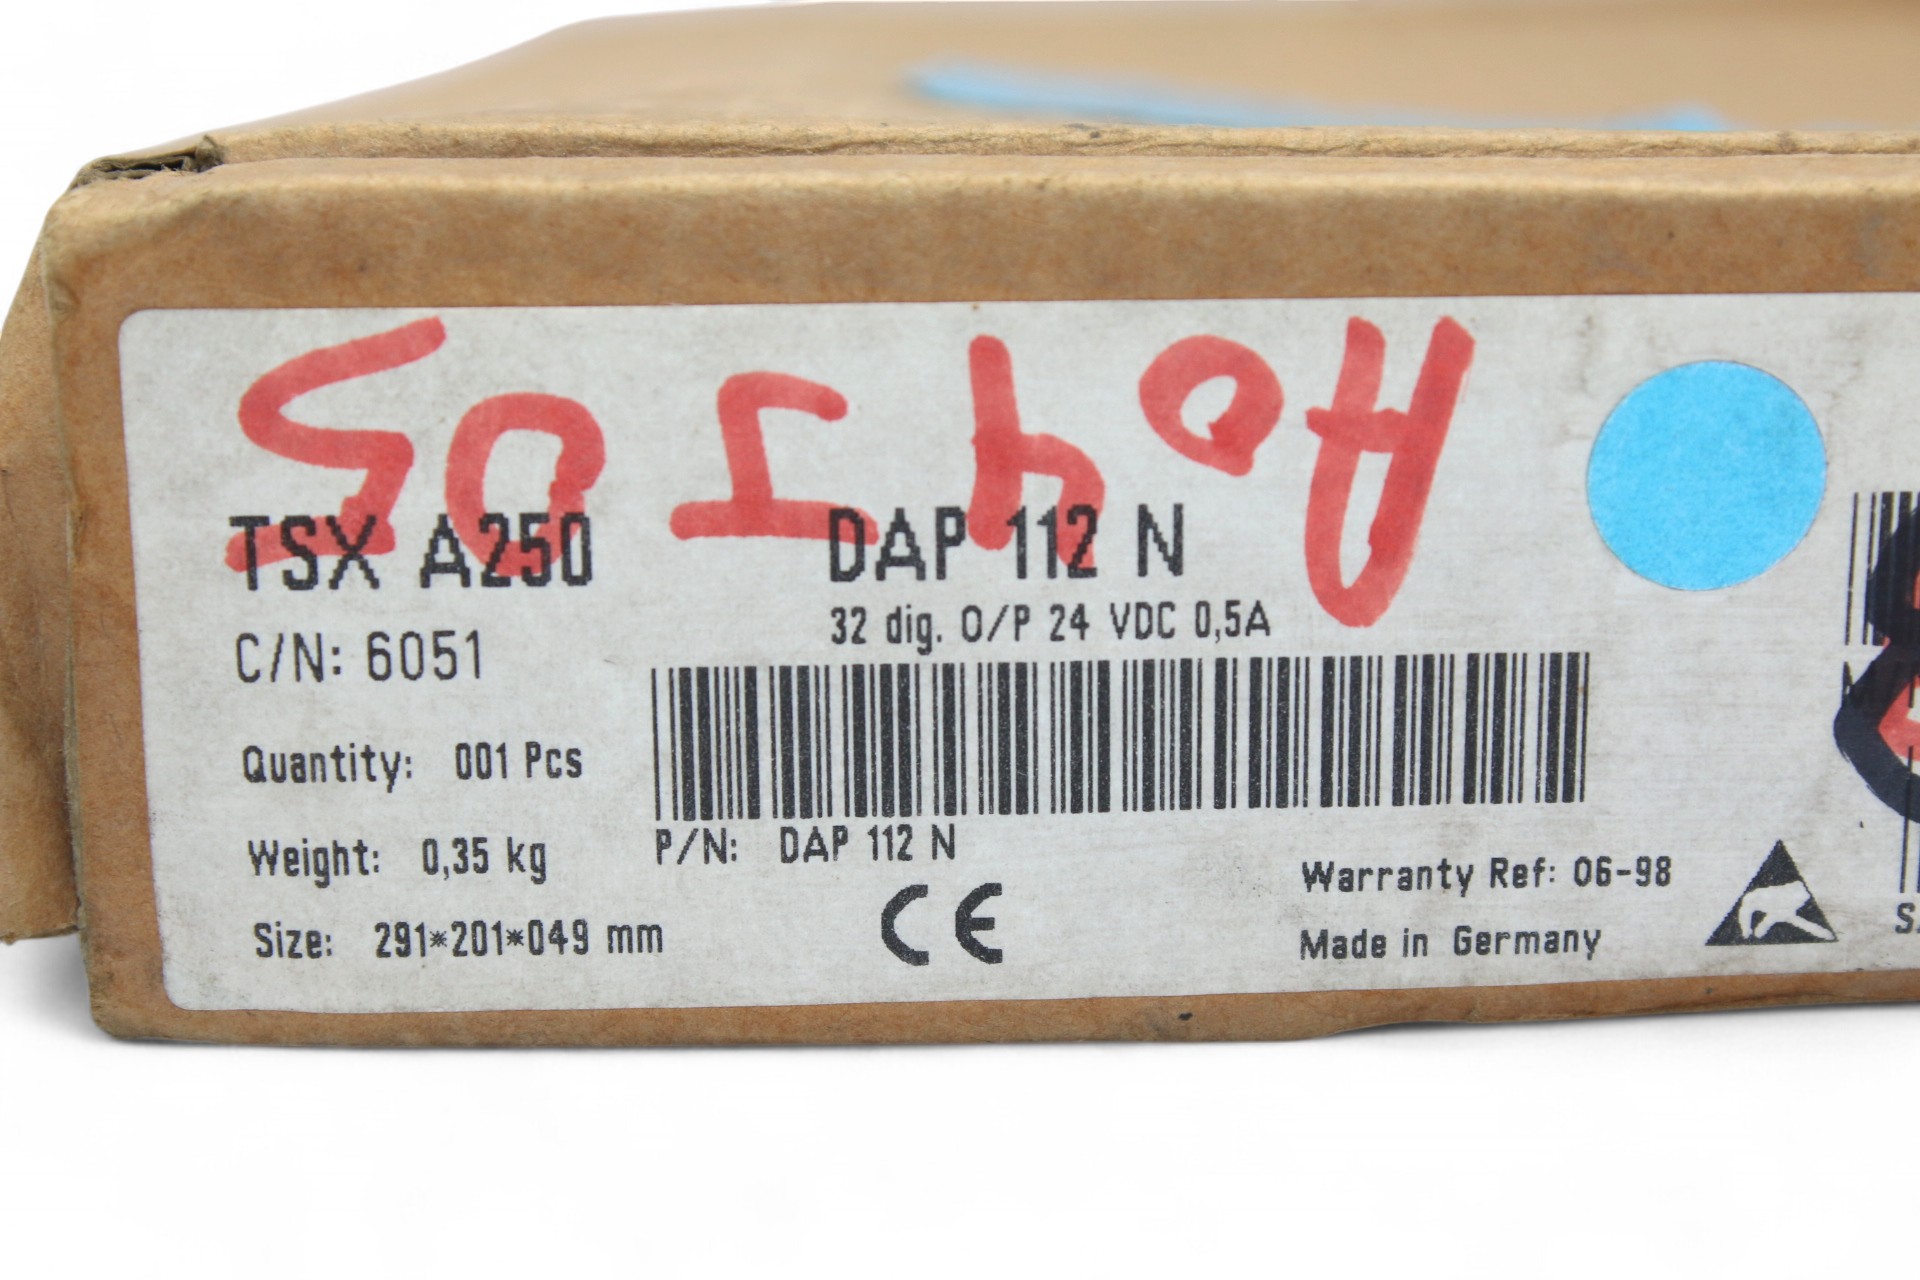 TSX A250 DAP 112 N
32 dig. O/P 24 VDC 0,5A
C/N: 6051
Quantity: 001 Pcs
P/N: DAP 112 N
Weight: 0,35 kg
Warranty Ref: 06-98
Size: 291*201*049 mm
CE
Made in Germany